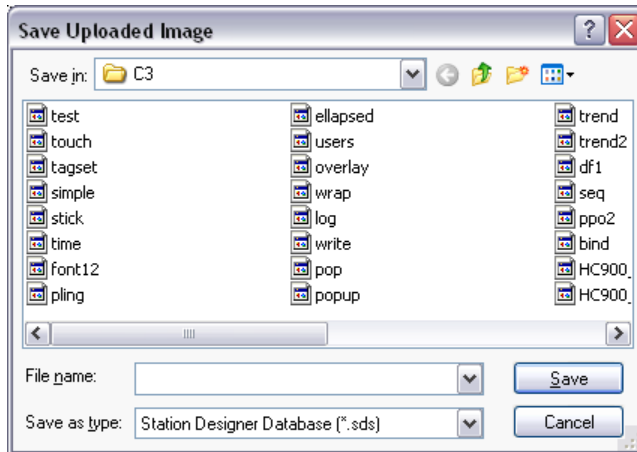 Save Uploaded Image
Save in: C3
test
touch
tagset
simple
stick
time
font12
pling
ellapsed
users
overlay
wrap
log
write
pop
popup
trend
trend2
df1
seq
ppo2
bind
HC900_
HC900_
File name:
Save
Save as type: Station Designer Database (*.sds)
Cancel